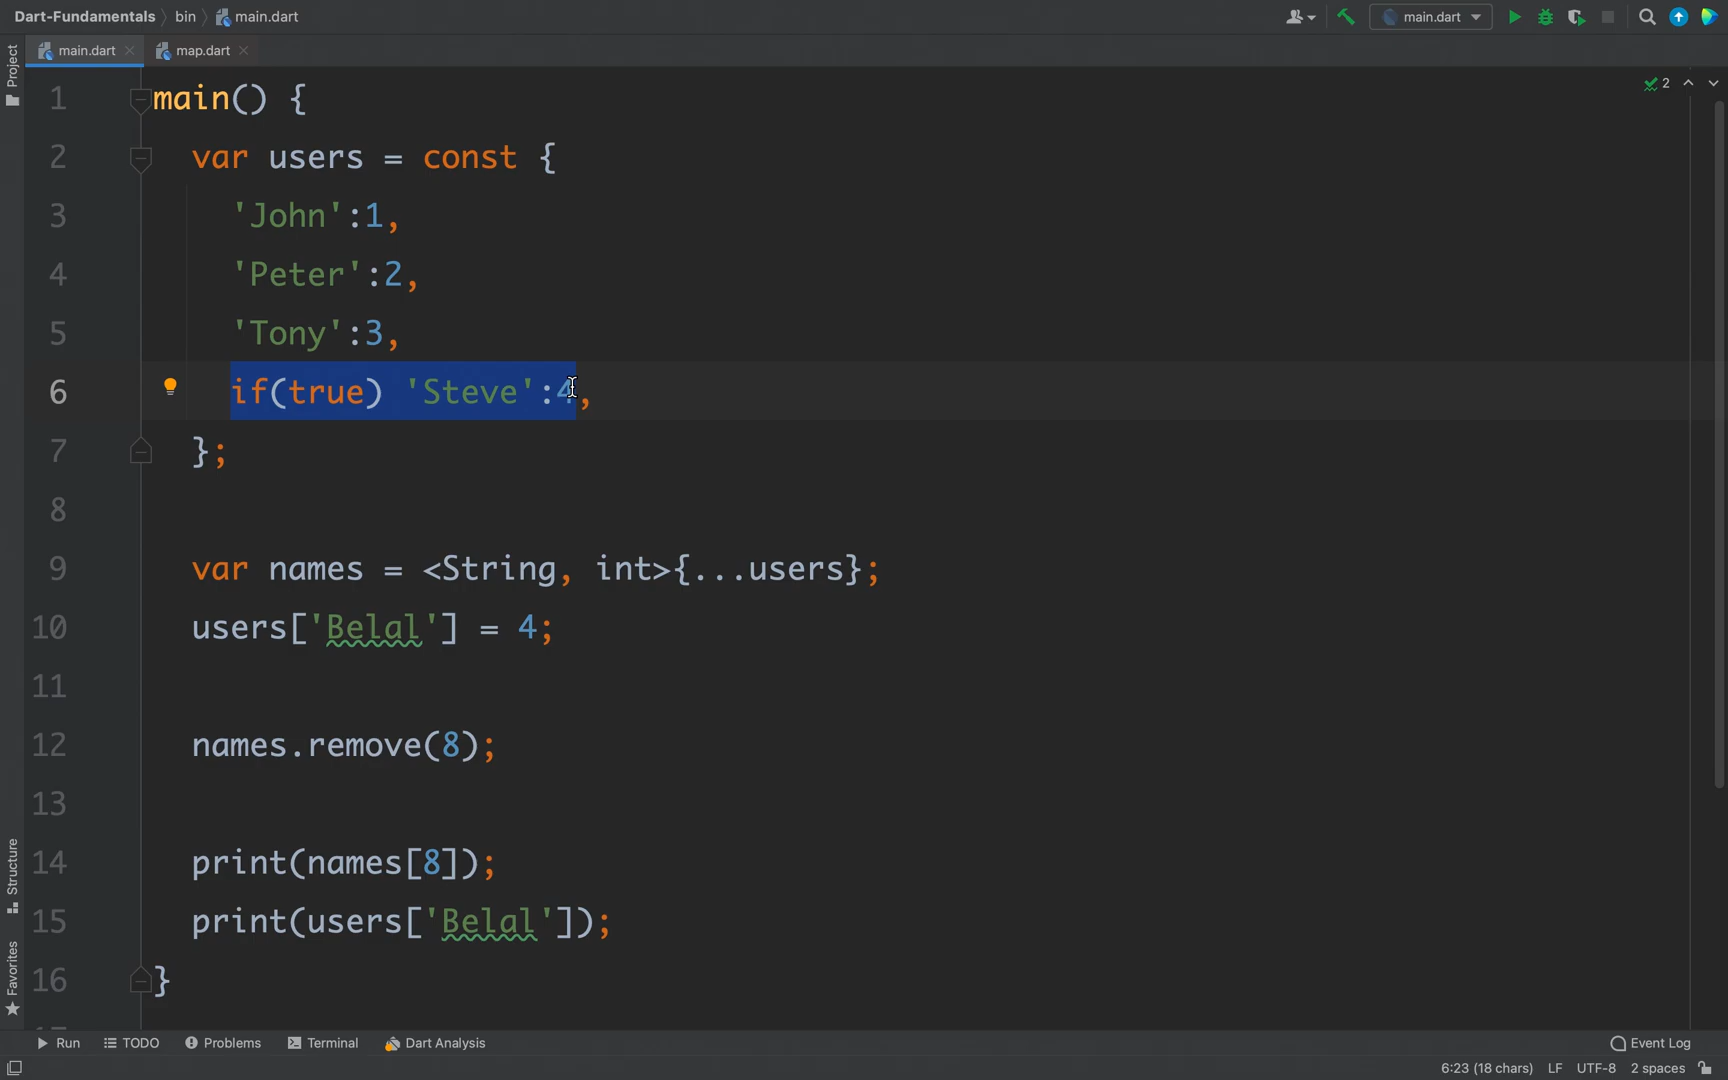 Dart-Fundamentals bin main.dart
main.dart
main.dart map.dart
Project
2
1 main() {
2 var users = const {
3 'John':1,
4 'Peter':2,
5 'Tony':3,
6 if(true) 'Steve':4,
7 };
8
9 var names = <String, int>{...users};
10 users['Belal'] = 4;
11
12 names.remove(8);
13
14 print(names[8]);
15 print(users['Belal']);
16 }
Structure
Favorites
Run TODO Problems Terminal Dart Analysis Event Log
6:23 (18 chars) LF UTF-8 2 spaces